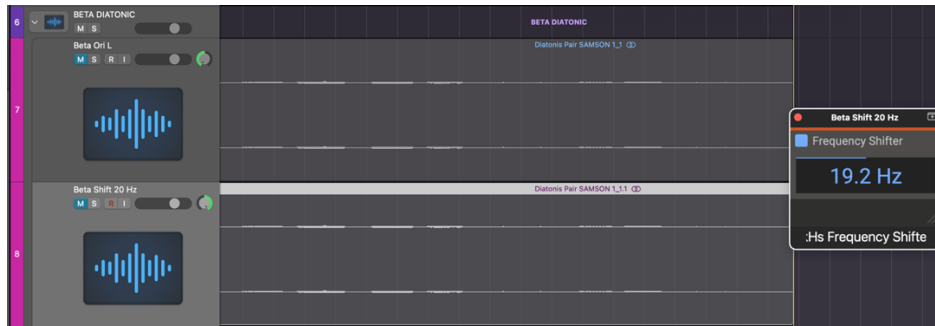 6
BETA DIATONIC
M S
BETA DIATONIC
7
Beta Ori L
M S R I
Diatonis Pair SAMSON 1_1
8
Beta Shift 20 Hz
M S R I
Diatonis Pair SAMSON 1_1.1
Beta Shift 20 Hz
Frequency Shifter
19.2 Hz
:Hs Frequency Shifte